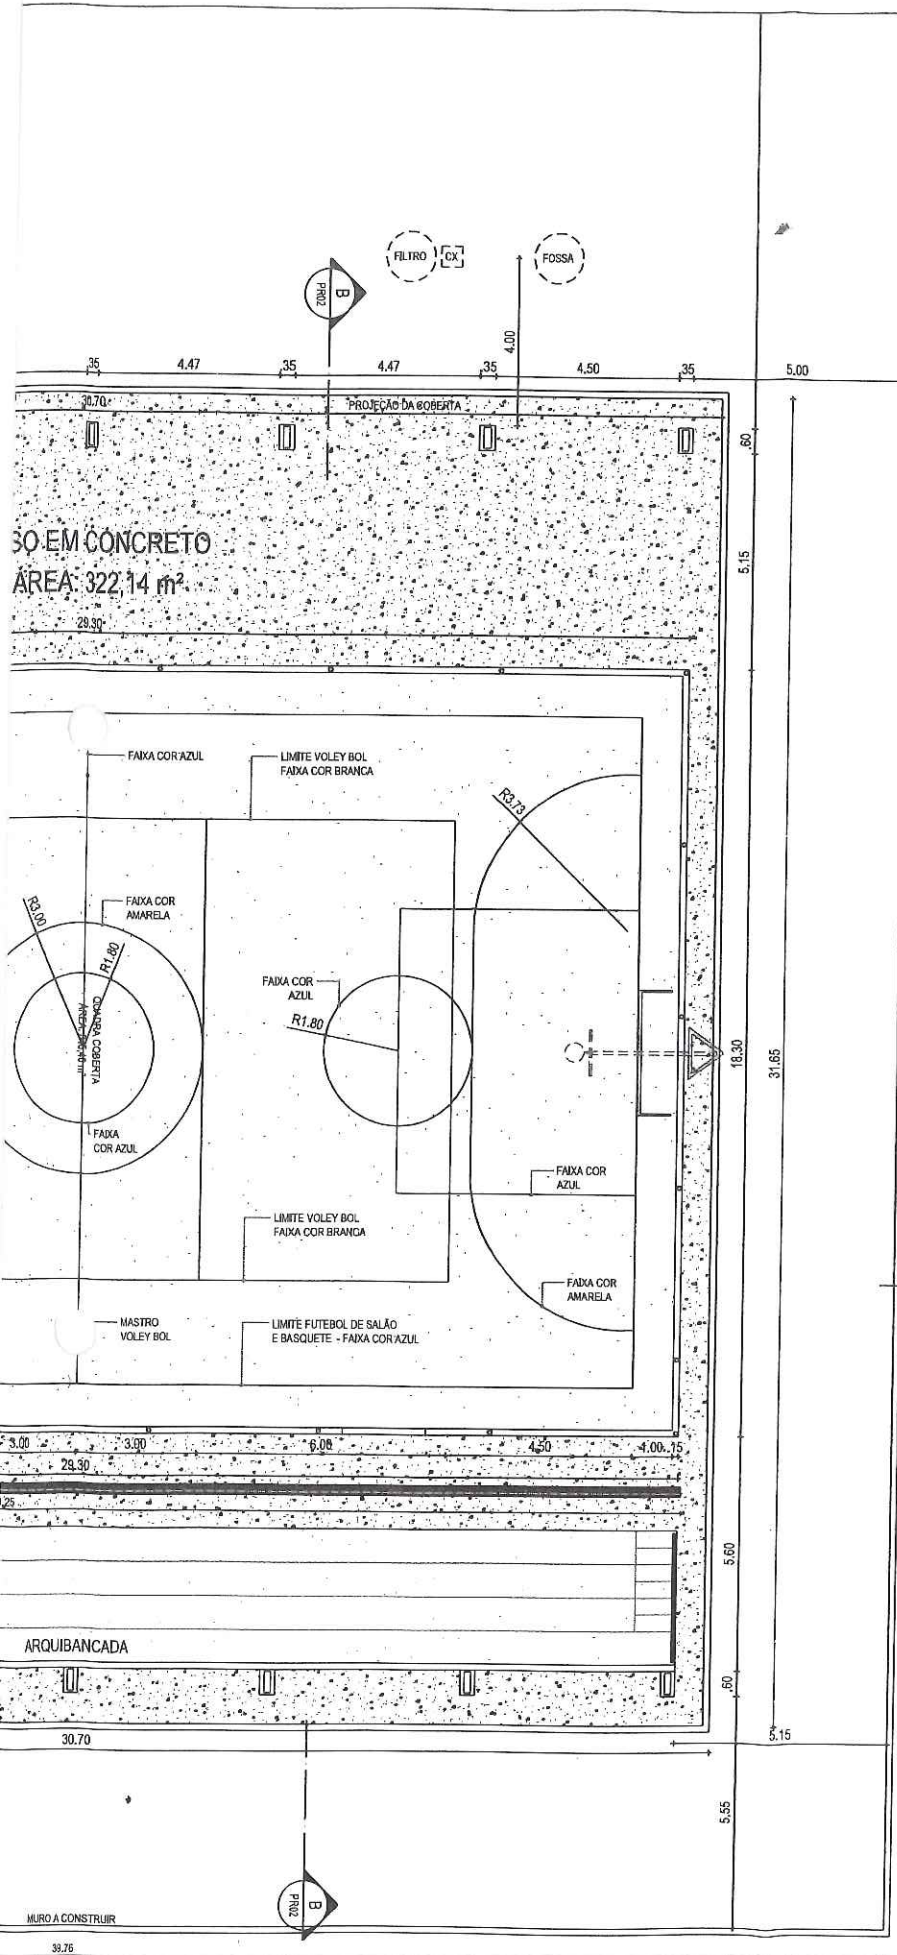 FILTRO
CX
FOSSA
B
PR02
4.00
35
4.47
35
4.47
35
4.50
35
5.00
30.70
PROJEÇÃO DA COBERTA
.60
SO EM CONCRETO
ÁREA: 322,14 m²
5.15
29.30
FAIXA COR AZUL
LIMITE VOLEY BOL
FAIXA COR BRANCA
R3.73
R3.00
FAIXA COR
AMARELA
R1.80
FAIXA COR
AZUL
R1.80
QUADRA COBERTA
18.30
31.65
FAIXA
COR AZUL
FAIXA COR
AZUL
LIMITE VOLEY BOL
FAIXA COR BRANCA
FAIXA COR
AMARELA
MASTRO
VOLEY BOL
LIMITE FUTEBOL DE SALÃO
E BASQUETE - FAIXA COR AZUL
3.00
3.00
6.00
4.50
1.00
.15
29.30
.25
5.60
ARQUIBANCADA
.60
30.70
5.15
5.55
B
PR02
MURO A CONSTRUIR
39.76